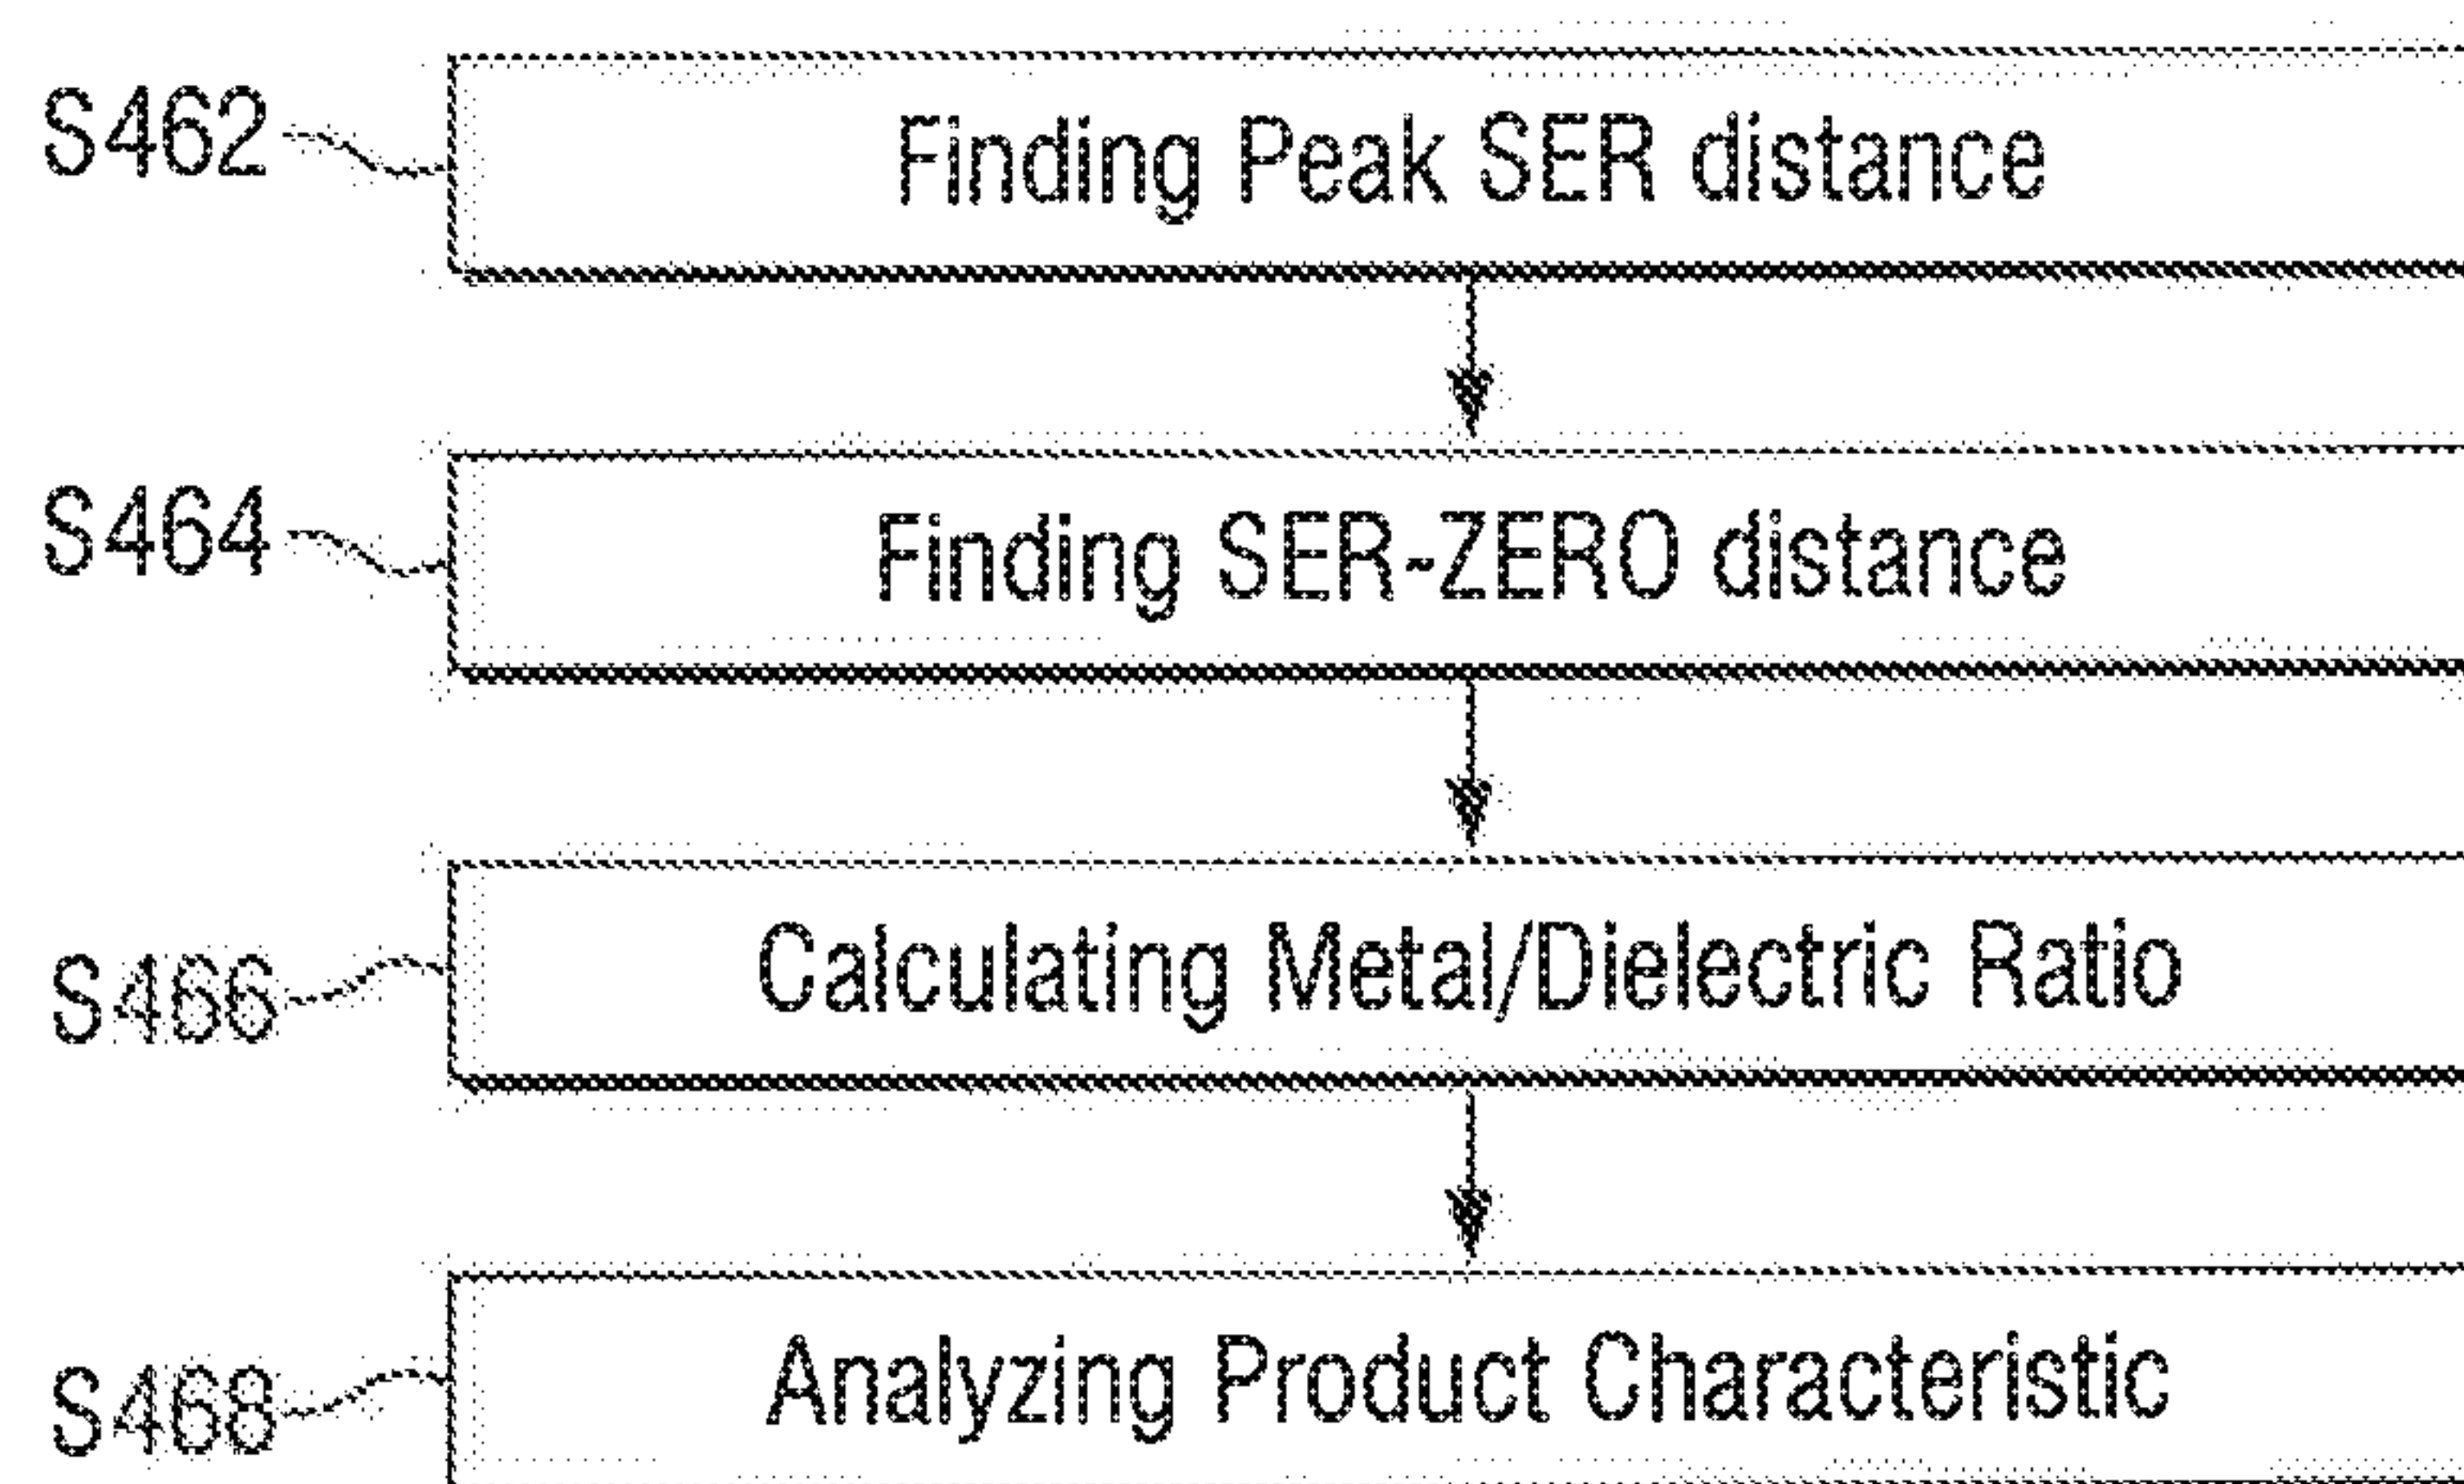 S462 Finding Peak SER distance
S464 Finding SER-ZERO distance
S466 Calculating Metal/Dielectric Ratio
S468 Analyzing Product Characteristic